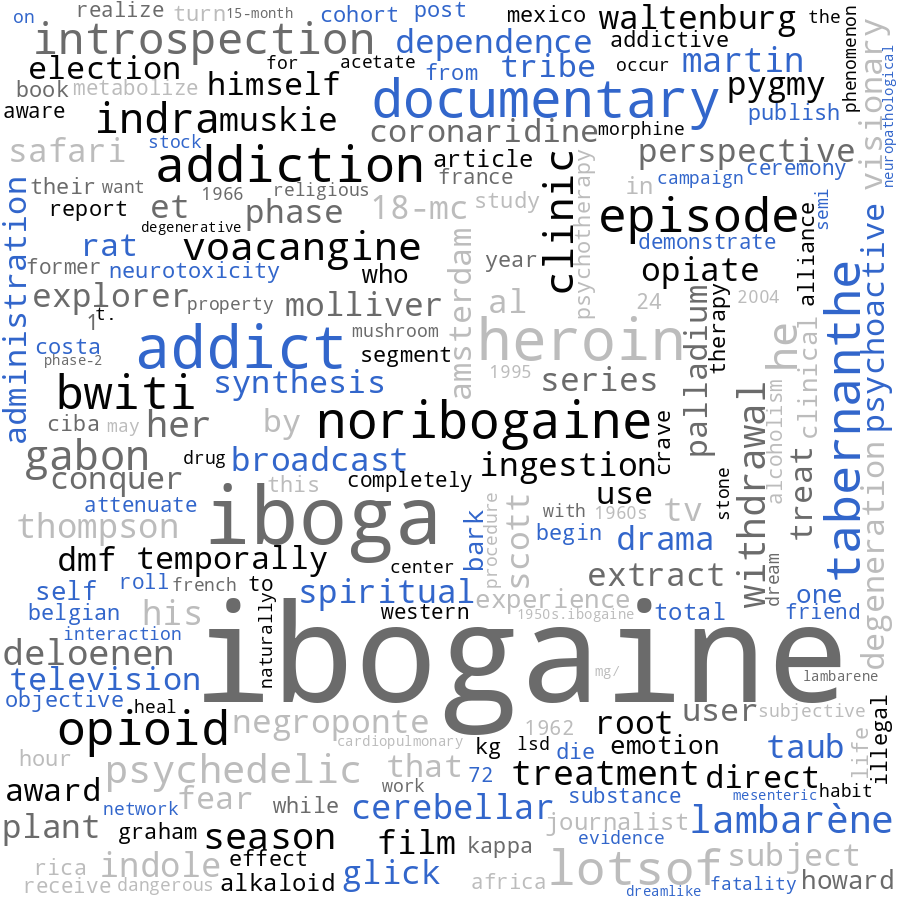 on realize turn 15-month cohort post mexico waltenburg the
introspection dependence addictive phenomenon visionary
election for acetate from tribe occur martin neuropathological
book metabolize himself documentary pygmy
aware indra muskie coronaridine morphine publish
safari stock addiction article clinic psychotherapy perspective
their want 1966 religious france in campaign ceremony
report et phase 18-mc study episode semi
administration rat degenerative voacangine amsterdam year demonstrate alliance psychoactive
former neurotoxicity who opiate tabernanthe
explorer property molliver al 24 palladium therapy 2004 he clinical
1 t. mushroom heroin
costa phase-2 addict segment 1995 series
bwiti synthesis withdrawal alcoholism
ciba may her by noribogaine crave treat
gabon drug broadcast ingestion degeneration
conquer this completely use stone
attenuate iboga procedure scott with 1960s tv
thompson bark begin drama
dmf temporally center extract dream
self roll french to spiritual experience one
belgian his naturally western 1950s.ibogaine total friend
interaction ibogaine
deloenen mg/ lambarene
television
objective heal user subjective illegal
opioid negroponte 1962 root life
cardiopulmonary kg lsd die emotion taub
hour psychedelic that 72 treatment direct
award work substance mesenteric habit
network fear while cerebellar journalist lambarène
plant graham season film kappa evidence
rica indole effect glick lotsof subject
receive dangerous alkaloid africa dreamlike fatality howard